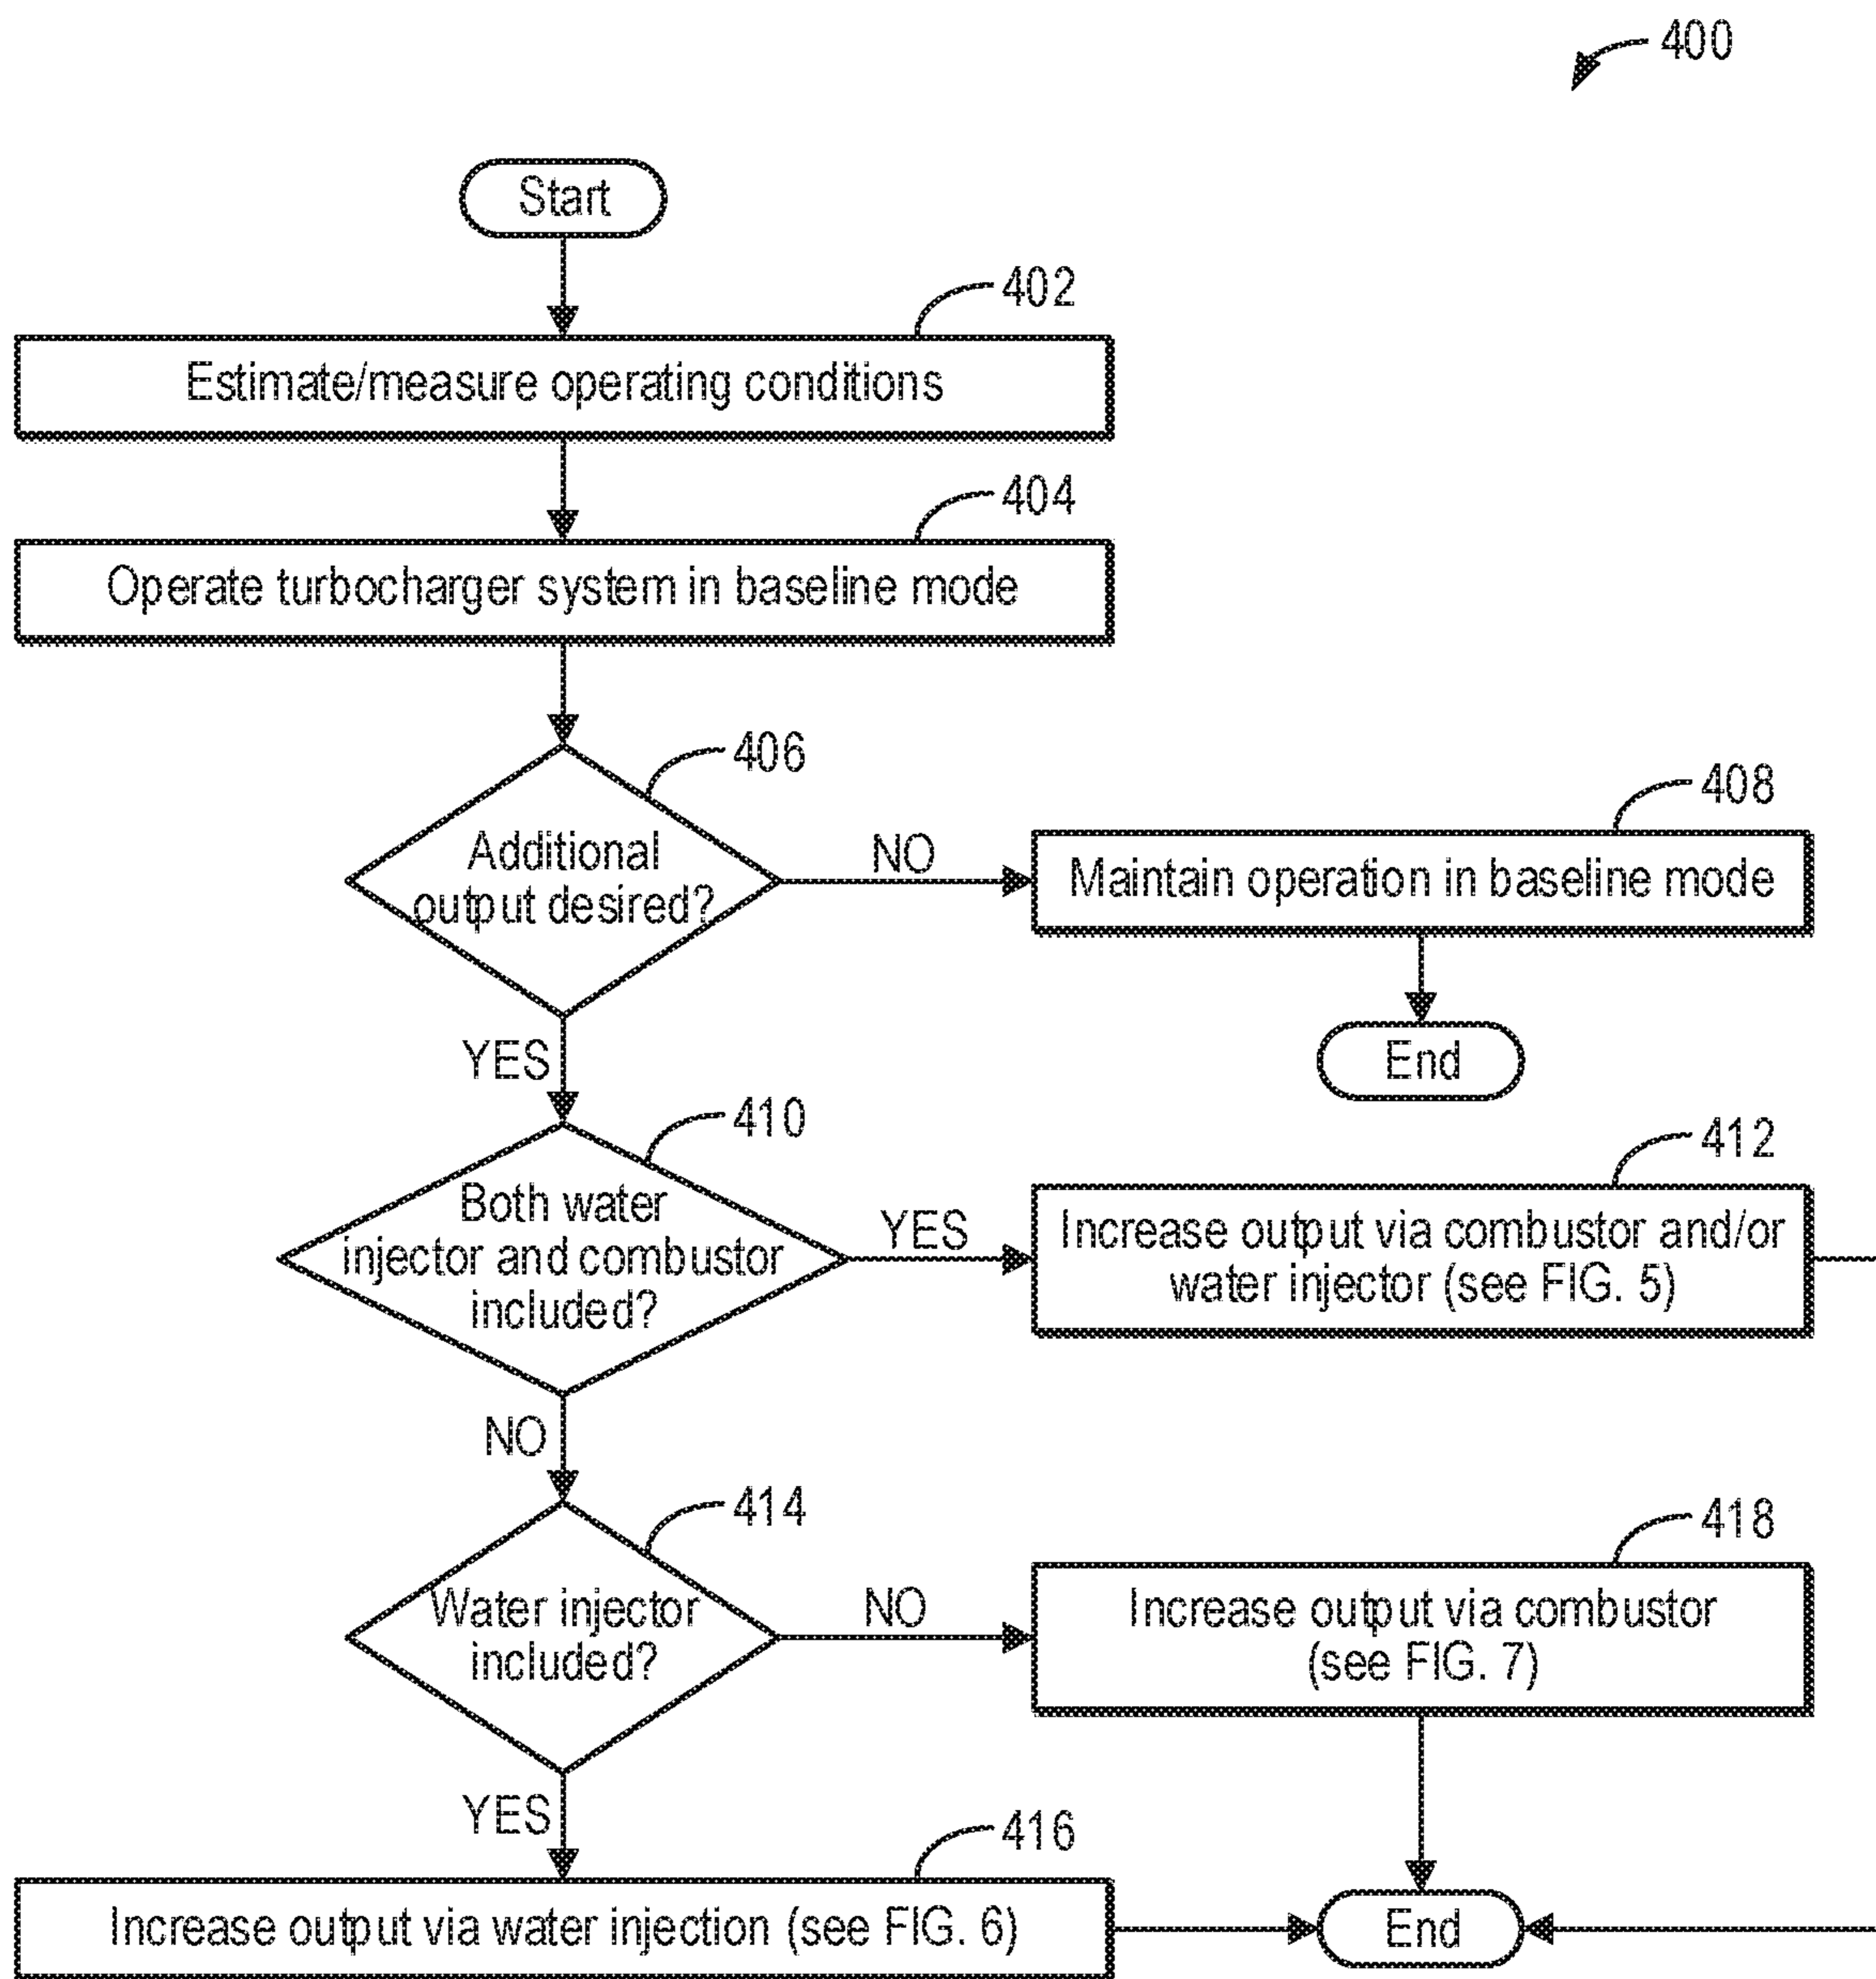 400
Start
402
Estimate/measure operating conditions
404
Operate turbocharger system in baseline mode
406
Additional
output desired?
NO
408
Maintain operation in baseline mode
End
YES
410
Both water
injector and combustor
included?
YES
412
Increase output via combustor and/or
water injector (see FIG. 5)
NO
414
Water injector
included?
NO
418
Increase output via combustor
(see FIG. 7)
YES
416
Increase output via water injection (see FIG. 6)
End